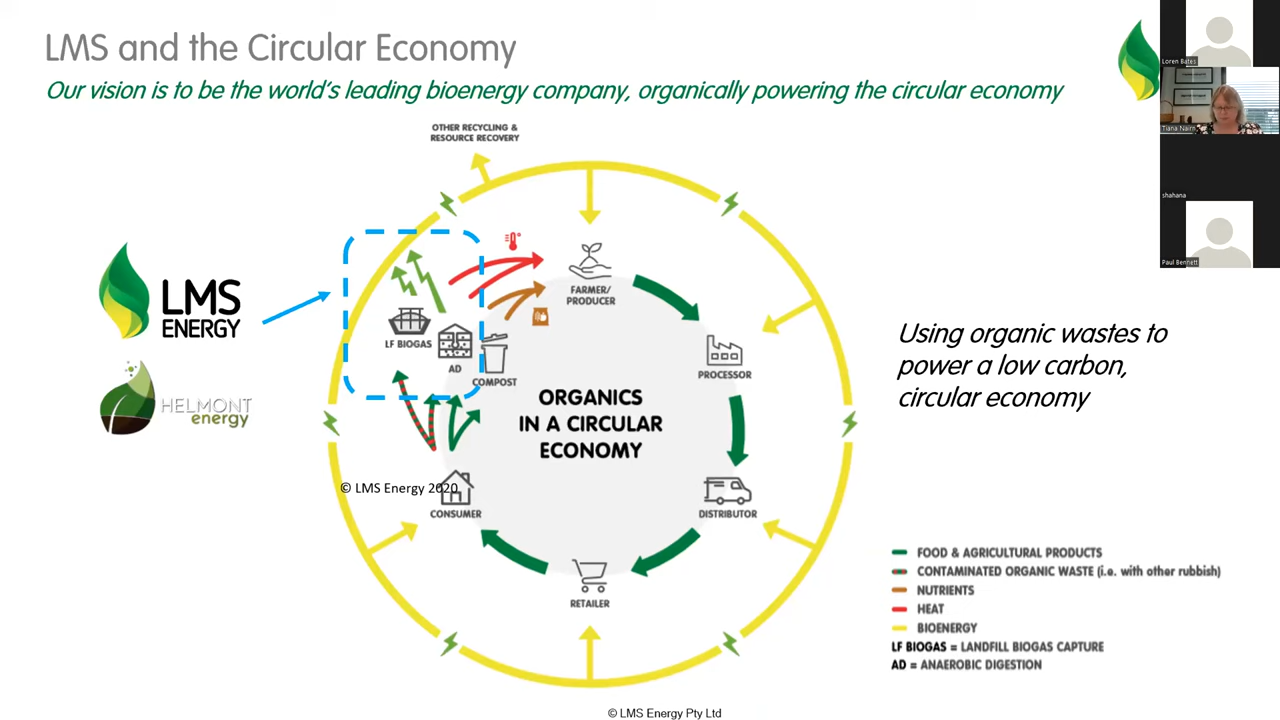 LMS and the Circular Economy
Our vision is to be the world's leading bioenergy company, organically powering the circular economy
Loren Bates
Tiana Nairn
shahana
Paul Bennett
OTHER RECYCLING &
RESOURCE RECOVERY
LMS
ENERGY
HELMONT
energy
FARMER/
PRODUCER
LF BIOGAS
AD
COMPOST
PROCESSOR
ORGANICS
IN A CIRCULAR
ECONOMY
© LMS Energy 2020
CONSUMER
DISTRIBUTOR
RETAILER
Using organic wastes to
power a low carbon,
circular economy
FOOD & AGRICULTURAL PRODUCTS
CONTAMINATED ORGANIC WASTE (i.e. with other rubbish)
NUTRIENTS
HEAT
BIOENERGY
LF BIOGAS = LANDFILL BIOGAS CAPTURE
AD = ANAEROBIC DIGESTION
© LMS Energy Pty Ltd